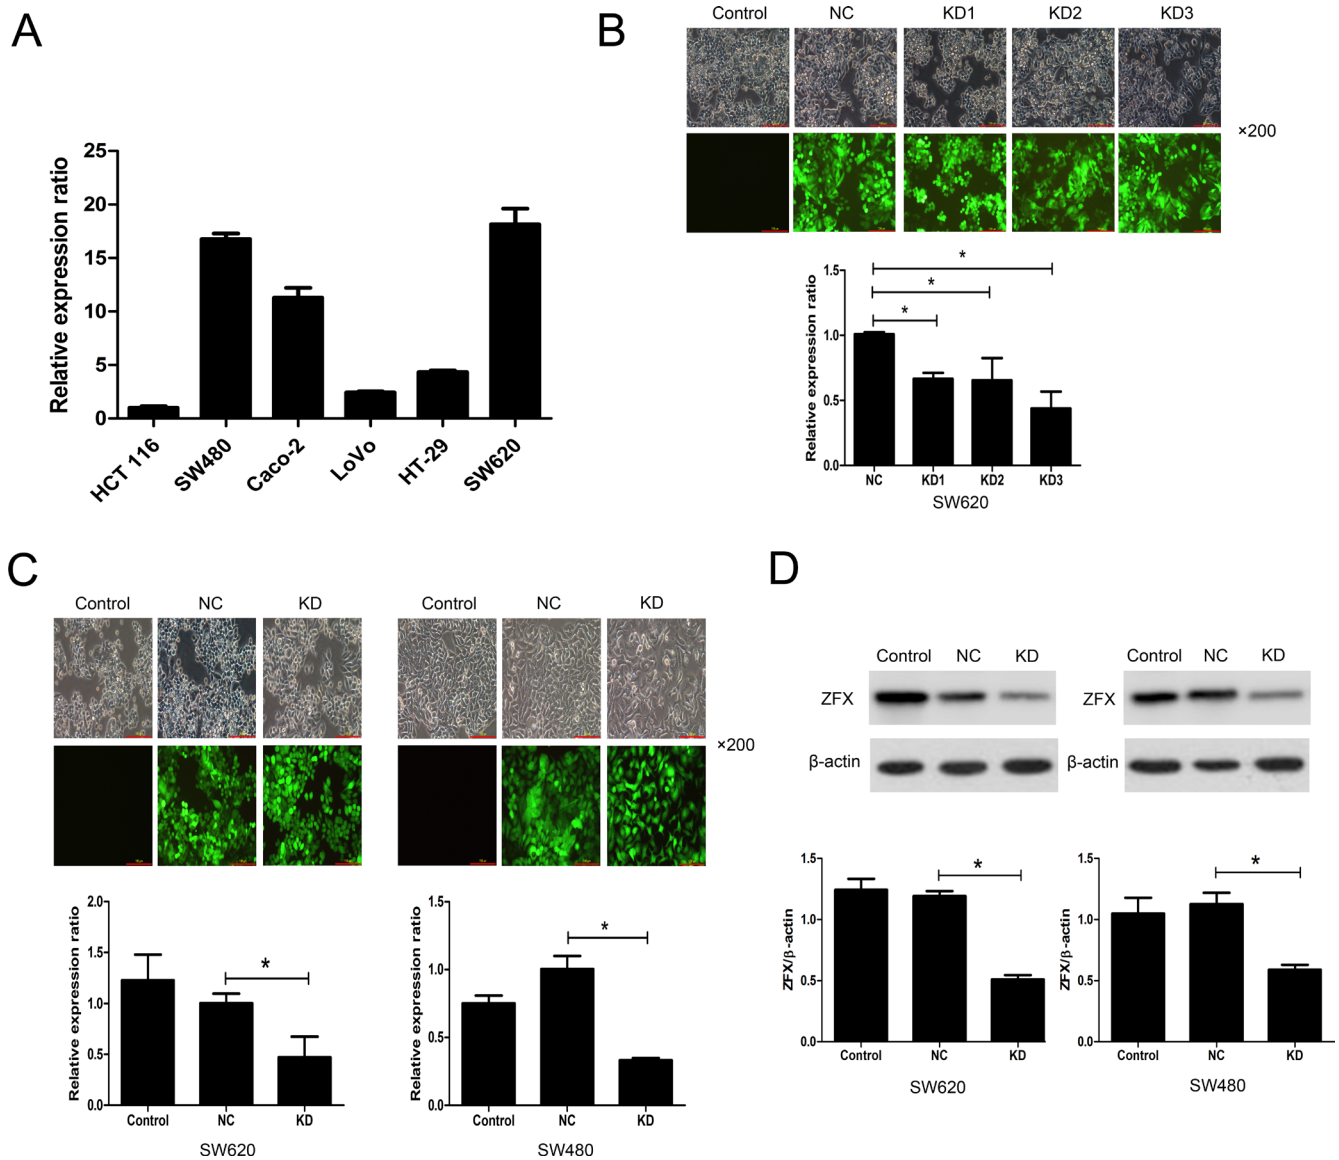 A
Relative expression ratio
25
20
15
10
5
0
HCT 116
SW480
Caco-2
LoVo
HT-29
SW620
B
Control NC KD1 KD2 KD3
×200
Relative expression ratio
1.5
1.0
0.5
0.0
*
*
*
NC KD1 KD2 KD3
SW620
C
Control NC KD
Control NC KD
×200
Relative expression ratio
2.0
1.5
1.0
0.5
0.0
*
Control NC KD
SW620
Relative expression ratio
1.5
1.0
0.5
0.0
*
Control NC KD
SW480
D
Control NC KD
ZFX
β-actin
Control NC KD
ZFX
β-actin
ZFX/β-actin
1.5
1.0
0.5
0.0
*
Control NC KD
SW620
ZFX/β-actin
1.5
1.0
0.5
0.0
*
Control NC KD
SW480